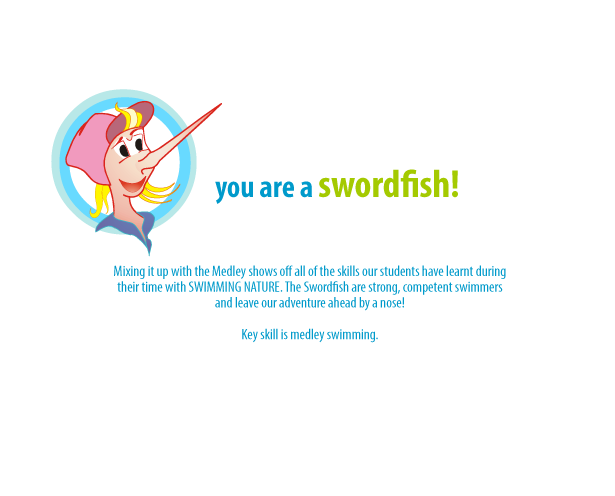 you are a swordfish!
Mixing it up with the Medley shows off all of the skills our students have learnt during
their time with SWIMMING NATURE. The Swordfish are strong, competent swimmers
and leave our adventure ahead by a nose!
Key skill is medley swimming.